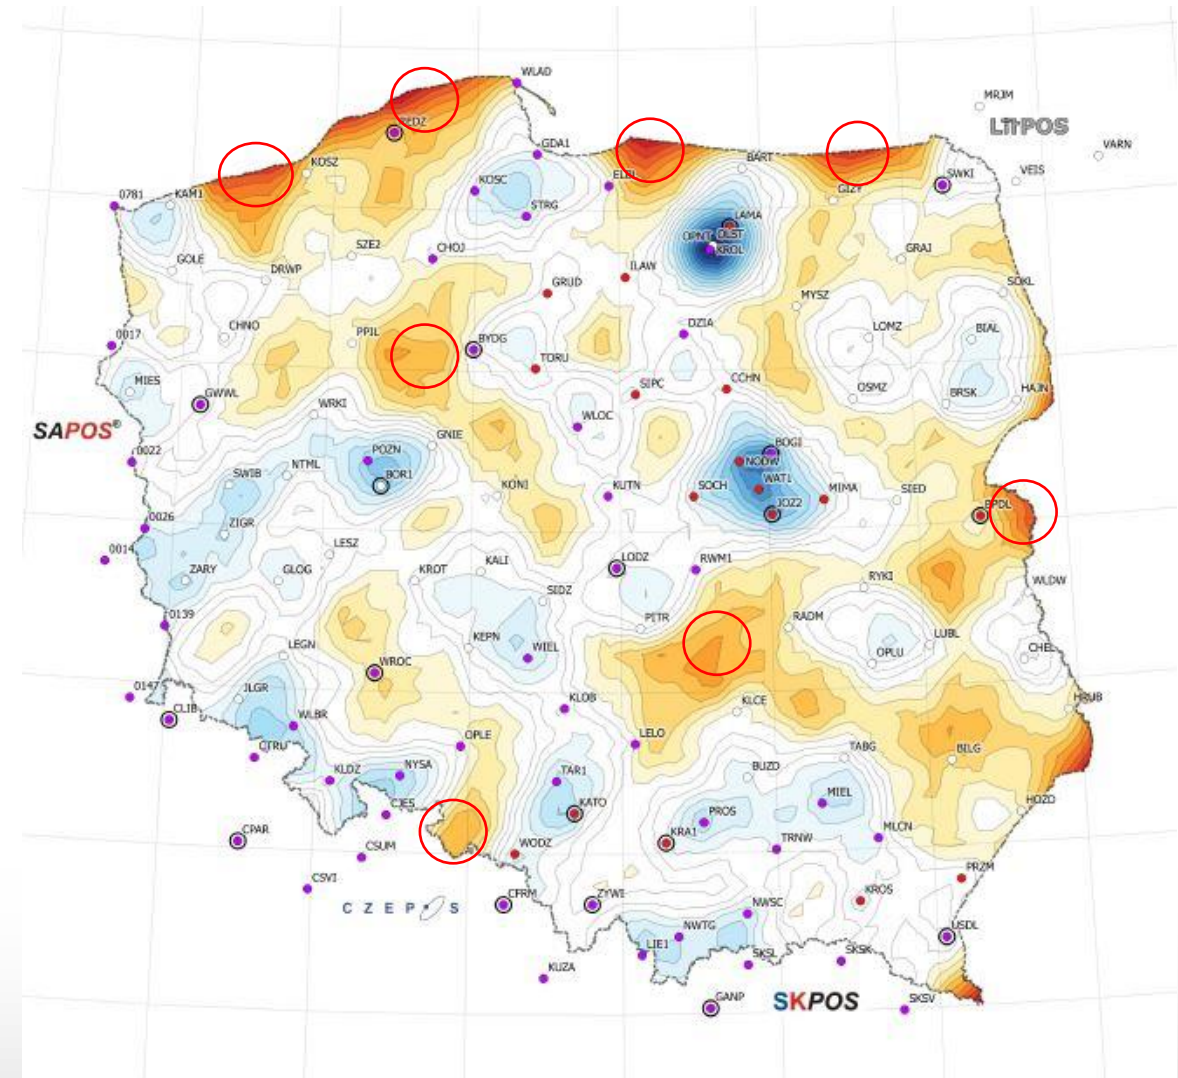 WLAD
MRJM
LITPOS
REDZ
VARN
GDA1
BART
KOSZ
VEIS
ELBL
SWKI
0781
KAM1
KOSC
GIZY
STRG
LAMA
OPNT OLST
KROL
SZE2
CHOJ
GRAJ
GOLE
DRWP
ILAW
GRUD
SOKL
MYSZ
CHNO
PPIL
DZIA
LOMZ
BIAL
0017
BYDG
TORU
MIES
CCHN
SIPC
OSMZ
BRSK
HAJN
GWWL
WRKI
WLOC
SAPOS®
GNIE
BOGI
0022
POZN
NODW
SWIB
NTML
BOR1
WAT1
KONI
KUTN
SOCH
MIMA
SIED
JOZ2
BPDL
0026
ZIGR
LESZ
0014
KALI
LODZ
RWM1
ZARY
GLOG
KROT
RYKI
WLDW
SIDZ
0139
PITR
RADM
LEGN
KEPN
WIEL
LUBL
OPLU
CHEL
WROC
0147
JLGR
KLOB
KLCE
HRUB
CLIB
WLBR
OPLE
LELO
CTRU
TABG
BILG
KLDZ
NYSA
TAR1
BUZD
CJES
KATO
MIEL
HOZD
PROS
CPAR
KRA1
TRNW
MLCN
CSUM
WODZ
CSVI
PRZM
CZEPOS
CFRM
ZYWI
KROS
NWSC
NWTG
USDL
LIE1
SKSL
SKSK
KUZA
GANP
SKPOS
SKSV